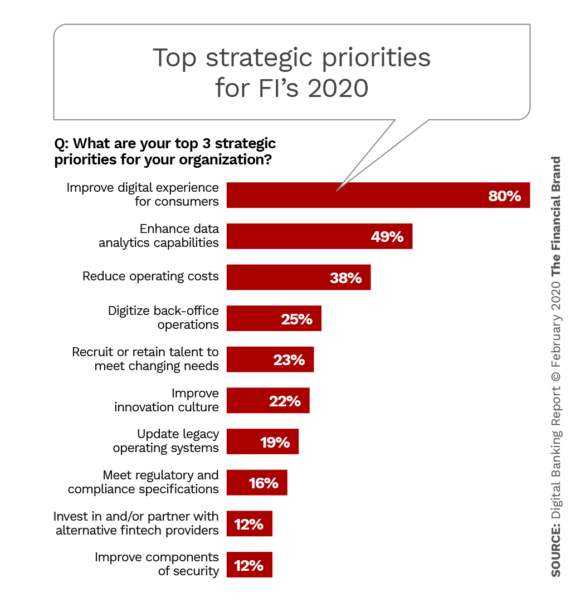 Top strategic priorities
for FI's 2020
Q: What are your top 3 strategic
priorities for your organization?
Improve digital experience
for consumers
80%
Enhance data
analytics capabilities
49%
Reduce operating costs
38%
Digitize back-office
operations
25%
Recruit or retain talent to
meet changing needs
23%
Improve
innovation culture
22%
Update legacy
operating systems
19%
Meet regulatory and
compliance specifications
16%
Invest in and/or partner with
alternative fintech providers
12%
Improve components
of security
12%
SOURCE: Digital Banking Report © February 2020 The Financial Brand